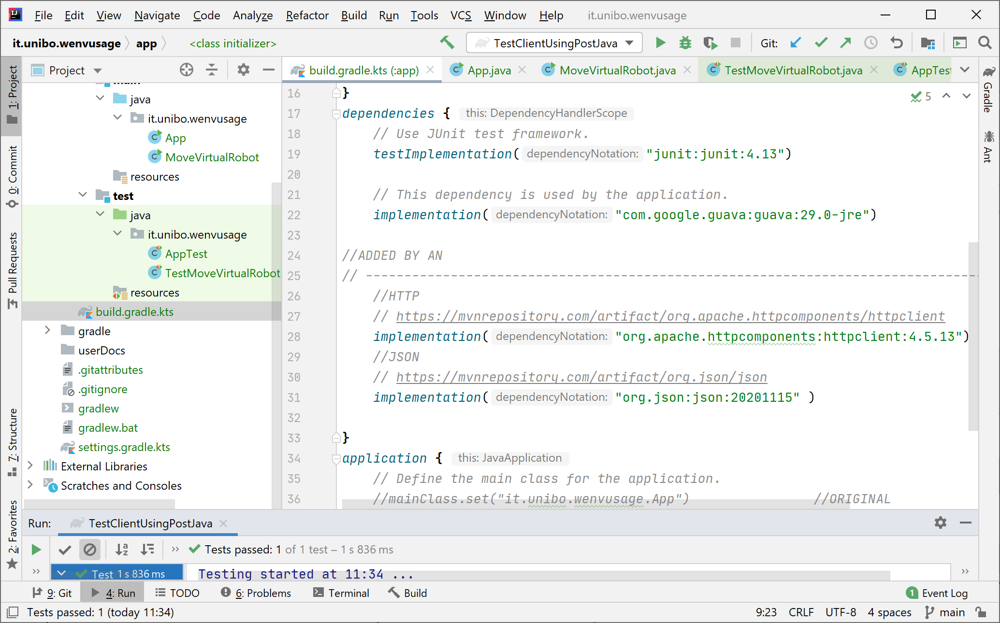 File Edit View Navigate Code Analyze Refactor Build Run Tools VCS Window Help it.unibo.wenvusage
it.unibo.wenvusage app <class initializer> TestClientUsingPostJava Git:
Project
build.gradle.kts (:app) App.java MoveVirtualRobot.java TestMoveVirtualRobot.java AppTest
1: Project
0: Commit
Pull Requests
7: Structure
2: Favorites
main
java
it.unibo.wenvusage
App
MoveVirtualRobot
resources
test
java
it.unibo.wenvusage
AppTest
TestMoveVirtualRobot
resources
build.gradle.kts
gradle
userDocs
.gitattributes
.gitignore
gradlew
gradlew.bat
settings.gradle.kts
External Libraries
Scratches and Consoles
5
16 }
17 dependencies { this: DependencyHandlerScope
18 // Use JUnit test framework.
19 testImplementation( dependencyNotation: "junit:junit:4.13")
20
21 // This dependency is used by the application.
22 implementation( dependencyNotation: "com.google.guava:guava:29.0-jre")
23
24 //ADDED BY AN
25 // ------------------------------------------------------------------------------
26 //HTTP
27 // https://mvnrepository.com/artifact/org.apache.httpcomponents/httpclient
28 implementation( dependencyNotation: "org.apache.httpcomponents:httpclient:4.5.13")
29 //JSON
30 // https://mvnrepository.com/artifact/org.json/json
31 implementation( dependencyNotation: "org.json:json:20201115" )
32
33 }
34 application { this: JavaApplication
35 // Define the main class for the application.
36 //mainClass.set("it.unibo.wenvusage.App") //ORIGINAL
Gradle
Ant
Run: TestClientUsingPostJava
Tests passed: 1 of 1 test – 1 s 836 ms
Test 1 s 836 ms
Testing started at 11:34 ...
9: Git 4: Run TODO 6: Problems Terminal Build 1 Event Log
Tests passed: 1 (today 11:34) 9:23 CRLF UTF-8 4 spaces main